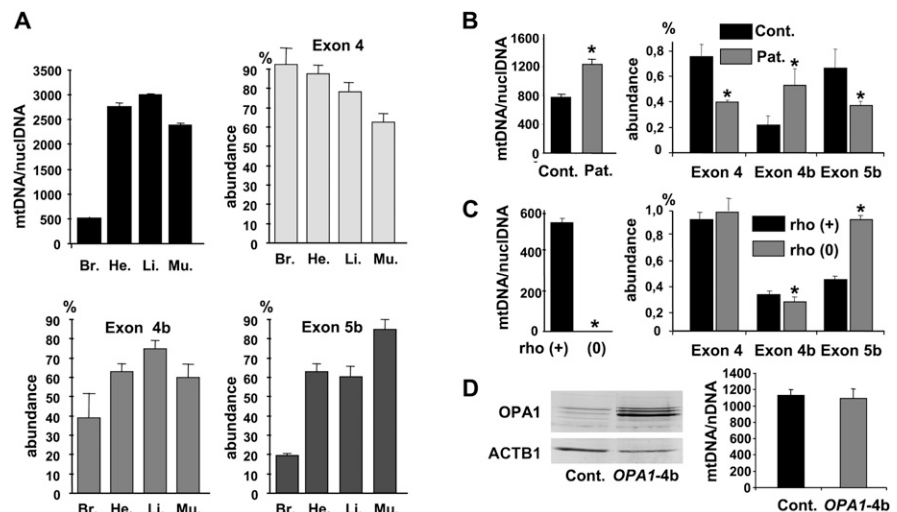 A
mtDNA/nuclDNA
3500
3000
2500
2000
1500
1000
500
0
Br. He. Li. Mu.
Exon 4
%
abundance
90
80
70
60
50
40
30
20
10
0
Br. He. Li. Mu.
Exon 4b
%
abundance
90
80
70
60
50
40
30
20
10
0
Br. He. Li. Mu.
Exon 5b
%
abundance
90
80
70
60
50
40
30
20
10
0
Br. He. Li. Mu.
B
mtDNA/nuclDNA
1600
1200
800
400
0
*
Cont. Pat.
%
abundance
0,8
0,6
0,4
0,2
Cont.
Pat.
* * *
Exon 4 Exon 4b Exon 5b
C
mtDNA/nuclDNA
600
400
200
0
*
rho (+) (0)
%
abundance
1,0
0,8
0,6
0,4
0,2
0
rho (+)
rho (0)
* *
Exon 4 Exon 4b Exon 5b
D
OPA1
ACTB1
Cont. OPA1-4b
mtDNA/nDNA
1400
1200
1000
800
600
400
200
0
Cont. OPA1-4b